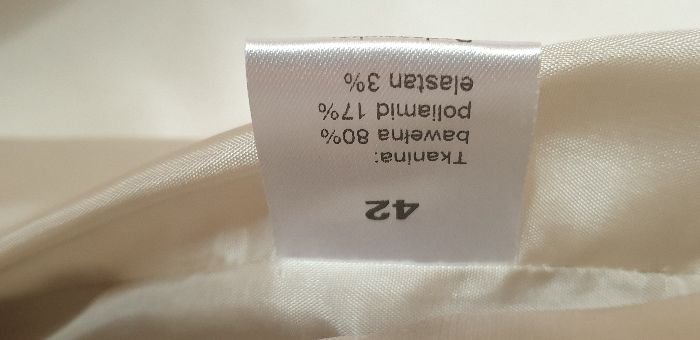 42
Tkanina:
bawełna 80%
poliamid 17%
elastan 3%